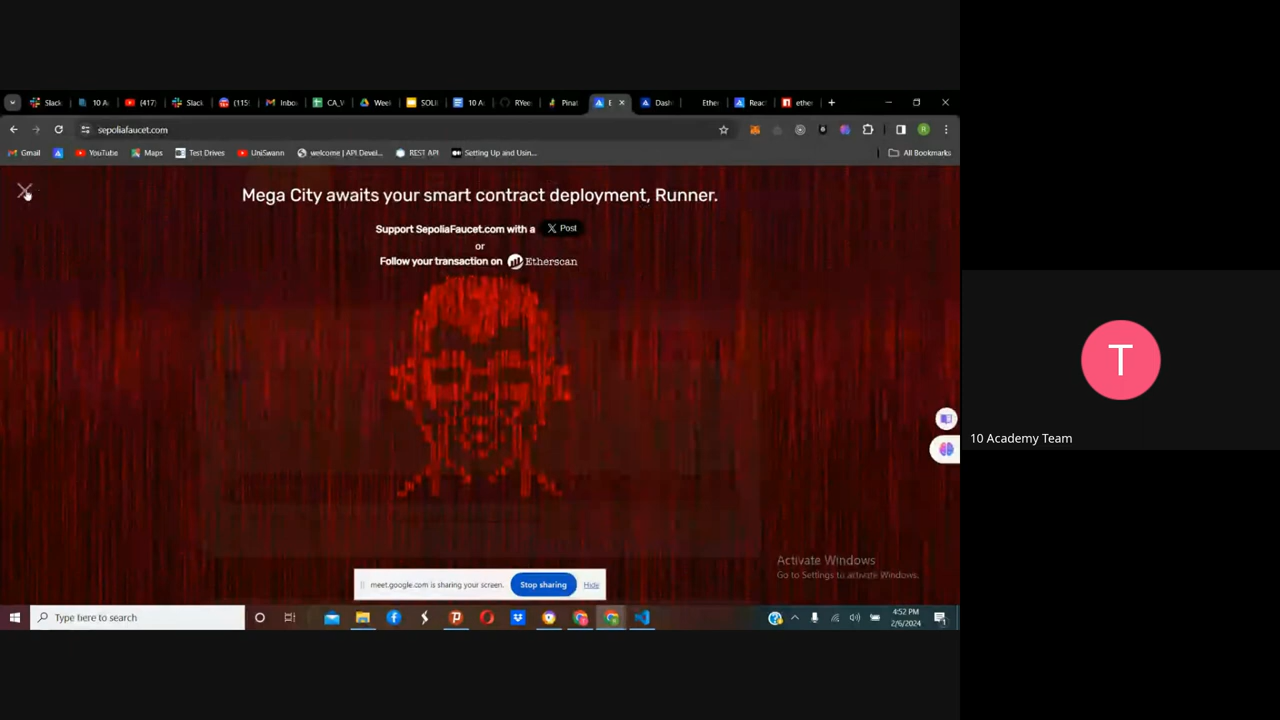 Slack
10 A
(417)
Slack
(115
Inbo
CA_V
Weel
SOLI
10 A
RYee
Pinat
E
Dash
Ether
Reac
ethe
sepoliafaucet.com
Gmail
YouTube
Maps
Test Drives
UniSwann
welcome | API Devel...
REST API
Setting Up and Usin...
All Bookmarks
Mega City awaits your smart contract deployment, Runner.
Support SepoliaFaucet.com with a X Post
or
Follow your transaction on Etherscan
T
10 Academy Team
Activate Windows
Go to Settings to activate Windows.
meet.google.com is sharing your screen.
Stop sharing
Hide
Type here to search
4:52 PM
2/6/2024